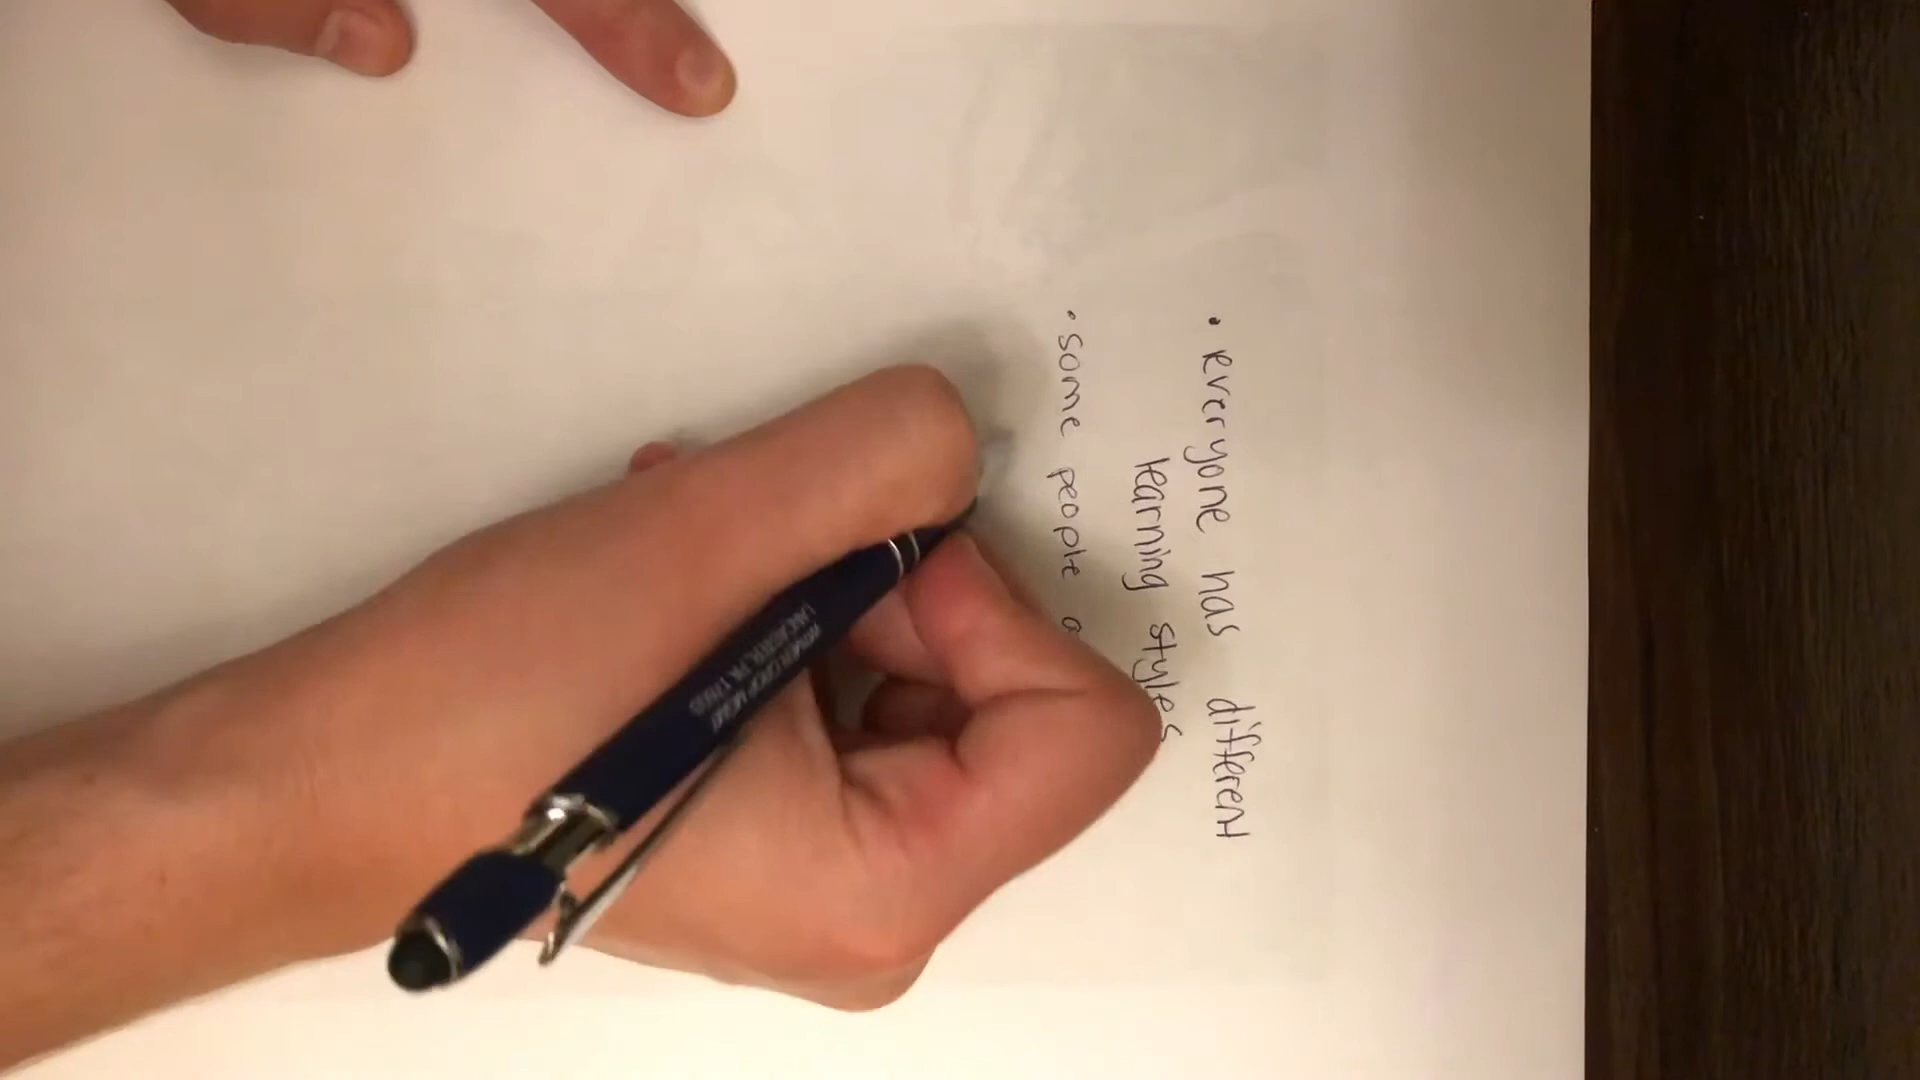 • everyone has different
learning styles
• some people